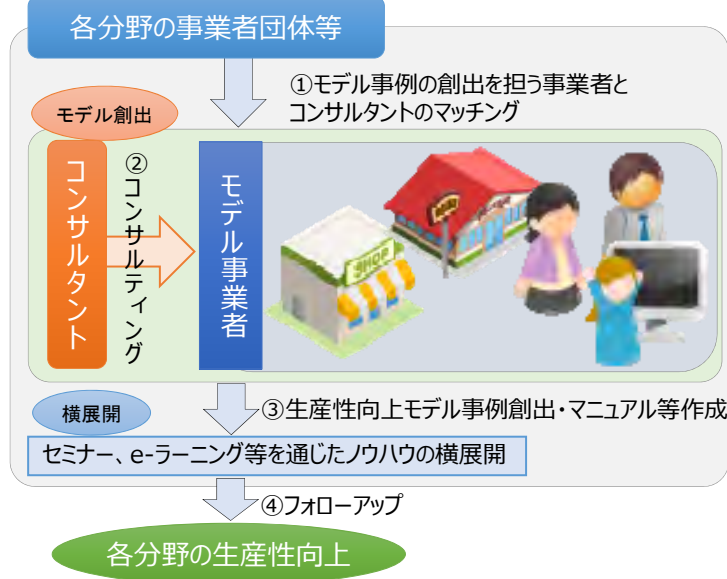 各分野の事業者団体等
①モデル事例の創出を担う事業者と
コンサルタントのマッチング
モデル創出
コンサルタント
②コンサルティング
モデル事業者
SHOP
横展開
③生産性向上モデル事例創出・マニュアル等作成
セミナー、e-ラーニング等を通じたノウハウの横展開
④フォローアップ
各分野の生産性向上